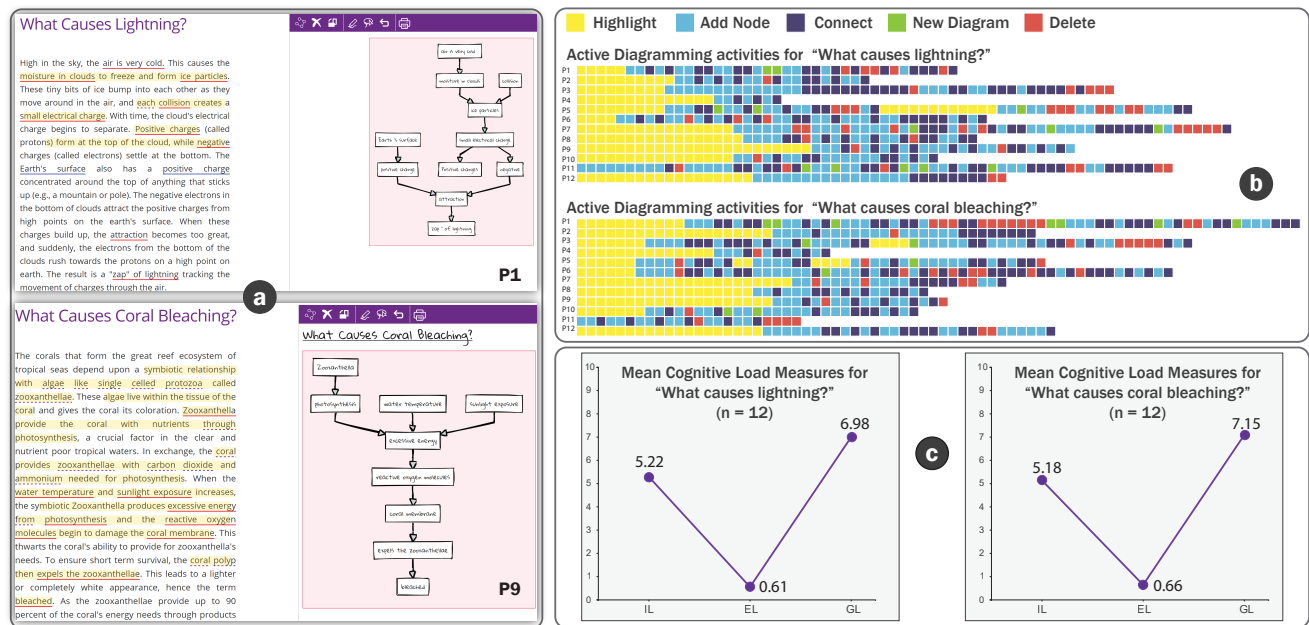 What Causes Lightning?
High in the sky, the air is very cold. This causes the
moisture in clouds to freeze and form ice particles.
These tiny bits of ice bump into each other as they
move around in the air, and each collision creates a
small electrical charge. With time, the cloud's electrical
charge begins to separate. Positive charges (called
protons) form at the top of the cloud, while negative
charges (called electrons) settle at the bottom. The
Earth's surface also has a positive charge
concentrated around the top of anything that sticks
up (e.g., a mountain or pole). The negative electrons in
the bottom of clouds attract the positive charges from
high points on the earth's surface. When these
charges build up, the attraction becomes too great,
and suddenly, the electrons from the bottom of the
clouds rush towards the protons on a high point on
earth. The result is a "zap" of lightning tracking the
movement of charges through the air.
air is very cold
moisture in clouds
collision
ice particles
Earth's surface
small electrical charge
positive charge
Positive charges
negative
attraction
"zap" of lightning
P1
a
What Causes Coral Bleaching?
The corals that form the great reef ecosystem of
tropical seas depend upon a symbiotic relationship
with algae like single celled protozoa called
zooxanthellae. These algae live within the tissue of the
coral and gives the coral its coloration. Zooxanthella
provide the coral with nutrients through
photosynthesis, a crucial factor in the clear and
nutrient poor tropical waters. In exchange, the coral
provides zooxanthellae with carbon dioxide and
ammonium needed for photosynthesis. When the
water temperature and sunlight exposure increases,
the symbiotic Zooxanthella produces excessive energy
from photosynthesis and the reactive oxygen
molecules begin to damage the coral membrane. This
thwarts the coral's ability to provide for zooxanthella's
needs. To ensure short term survival, the coral polyp
then expels the zooxanthellae. This leads to a lighter
or completely white appearance, hence the term
bleached. As the zooxanthellae provide up to 90
percent of the coral's energy needs through products
What Causes Coral Bleaching?
Zooxanthella
photosynthesis
water temperature
sunlight exposure
excessive energy
reactive oxygen molecules
coral membrane
expels the zooxanthellae
bleached
P9
Highlight
Add Node
Connect
New Diagram
Delete
Active Diagramming activities for "What causes lightning?"
P1
P2
P3
P4
P5
P6
P7
P8
P9
P10
P11
P12
b
Active Diagramming activities for "What causes coral bleaching?"
P1
P2
P3
P4
P5
P6
P7
P8
P9
P10
P11
P12
Mean Cognitive Load Measures for
"What causes lightning?"
(n = 12)
10
9
8
7
6
5
4
3
2
1
0
5.22
0.61
6.98
IL
EL
GL
c
Mean Cognitive Load Measures for
"What causes coral bleaching?"
(n = 12)
10
9
8
7
6
5
4
3
2
1
0
5.18
0.66
7.15
IL
EL
GL